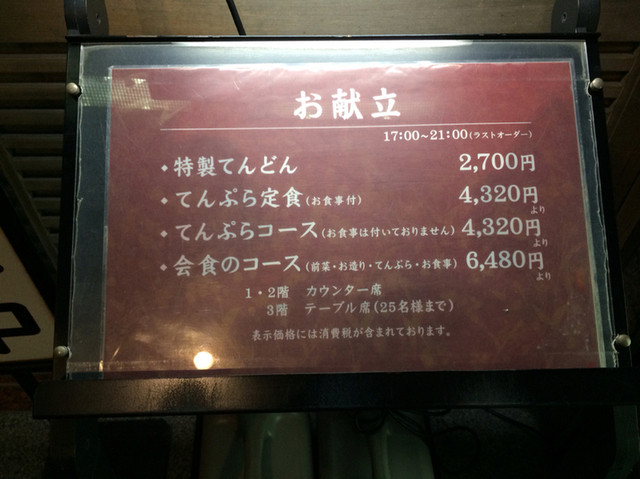 お献立
17:00~21:00(ラストオーダー)
◆特製てんどん 2,700円
◆てんぷら定食(お食事付) 4,320円より
◆てんぷらコース(お食事は付いておりません) 4,320円より
◆会食のコース(前菜・お造り・てんぷら・お食事) 6,480円より
1・2階 カウンター席
3階 テーブル席(25名様まで)
表示価格には消費税が含まれております。